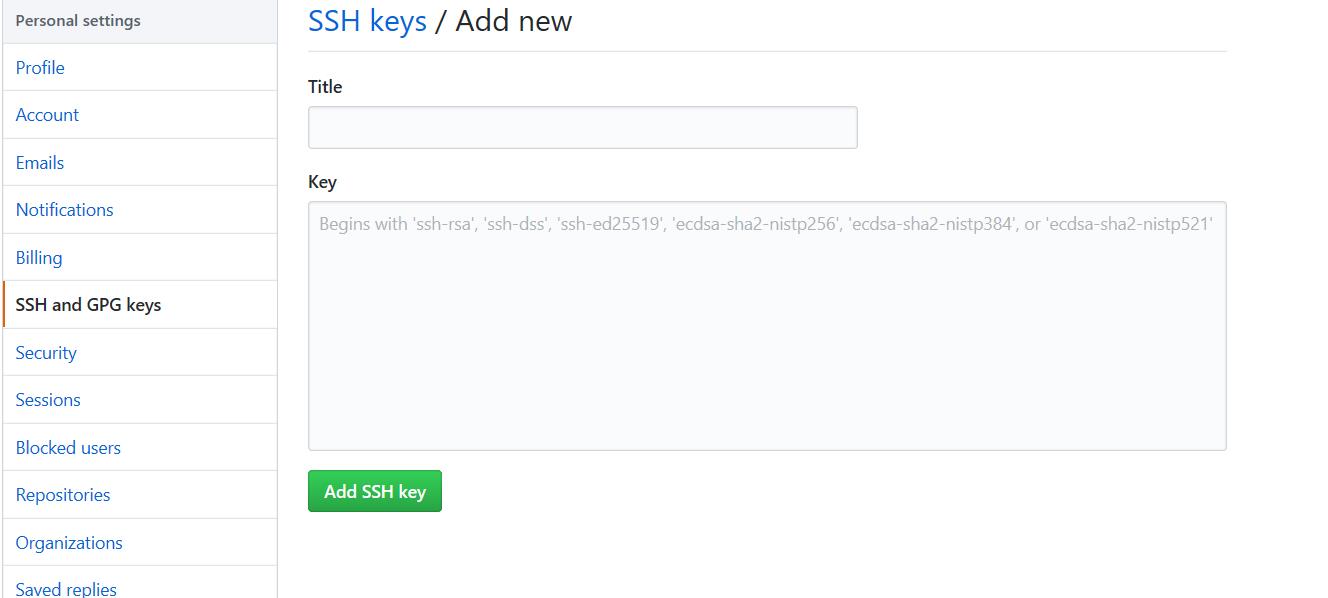 Personal settings
Profile
Account
Emails
Notifications
Billing
SSH and GPG keys
Security
Sessions
Blocked users
Repositories
Organizations
Saved replies
SSH keys / Add new
Title
Key
Begins with 'ssh-rsa', 'ssh-dss', 'ssh-ed25519', 'ecdsa-sha2-nistp256', 'ecdsa-sha2-nistp384', or 'ecdsa-sha2-nistp521'
Add SSH key